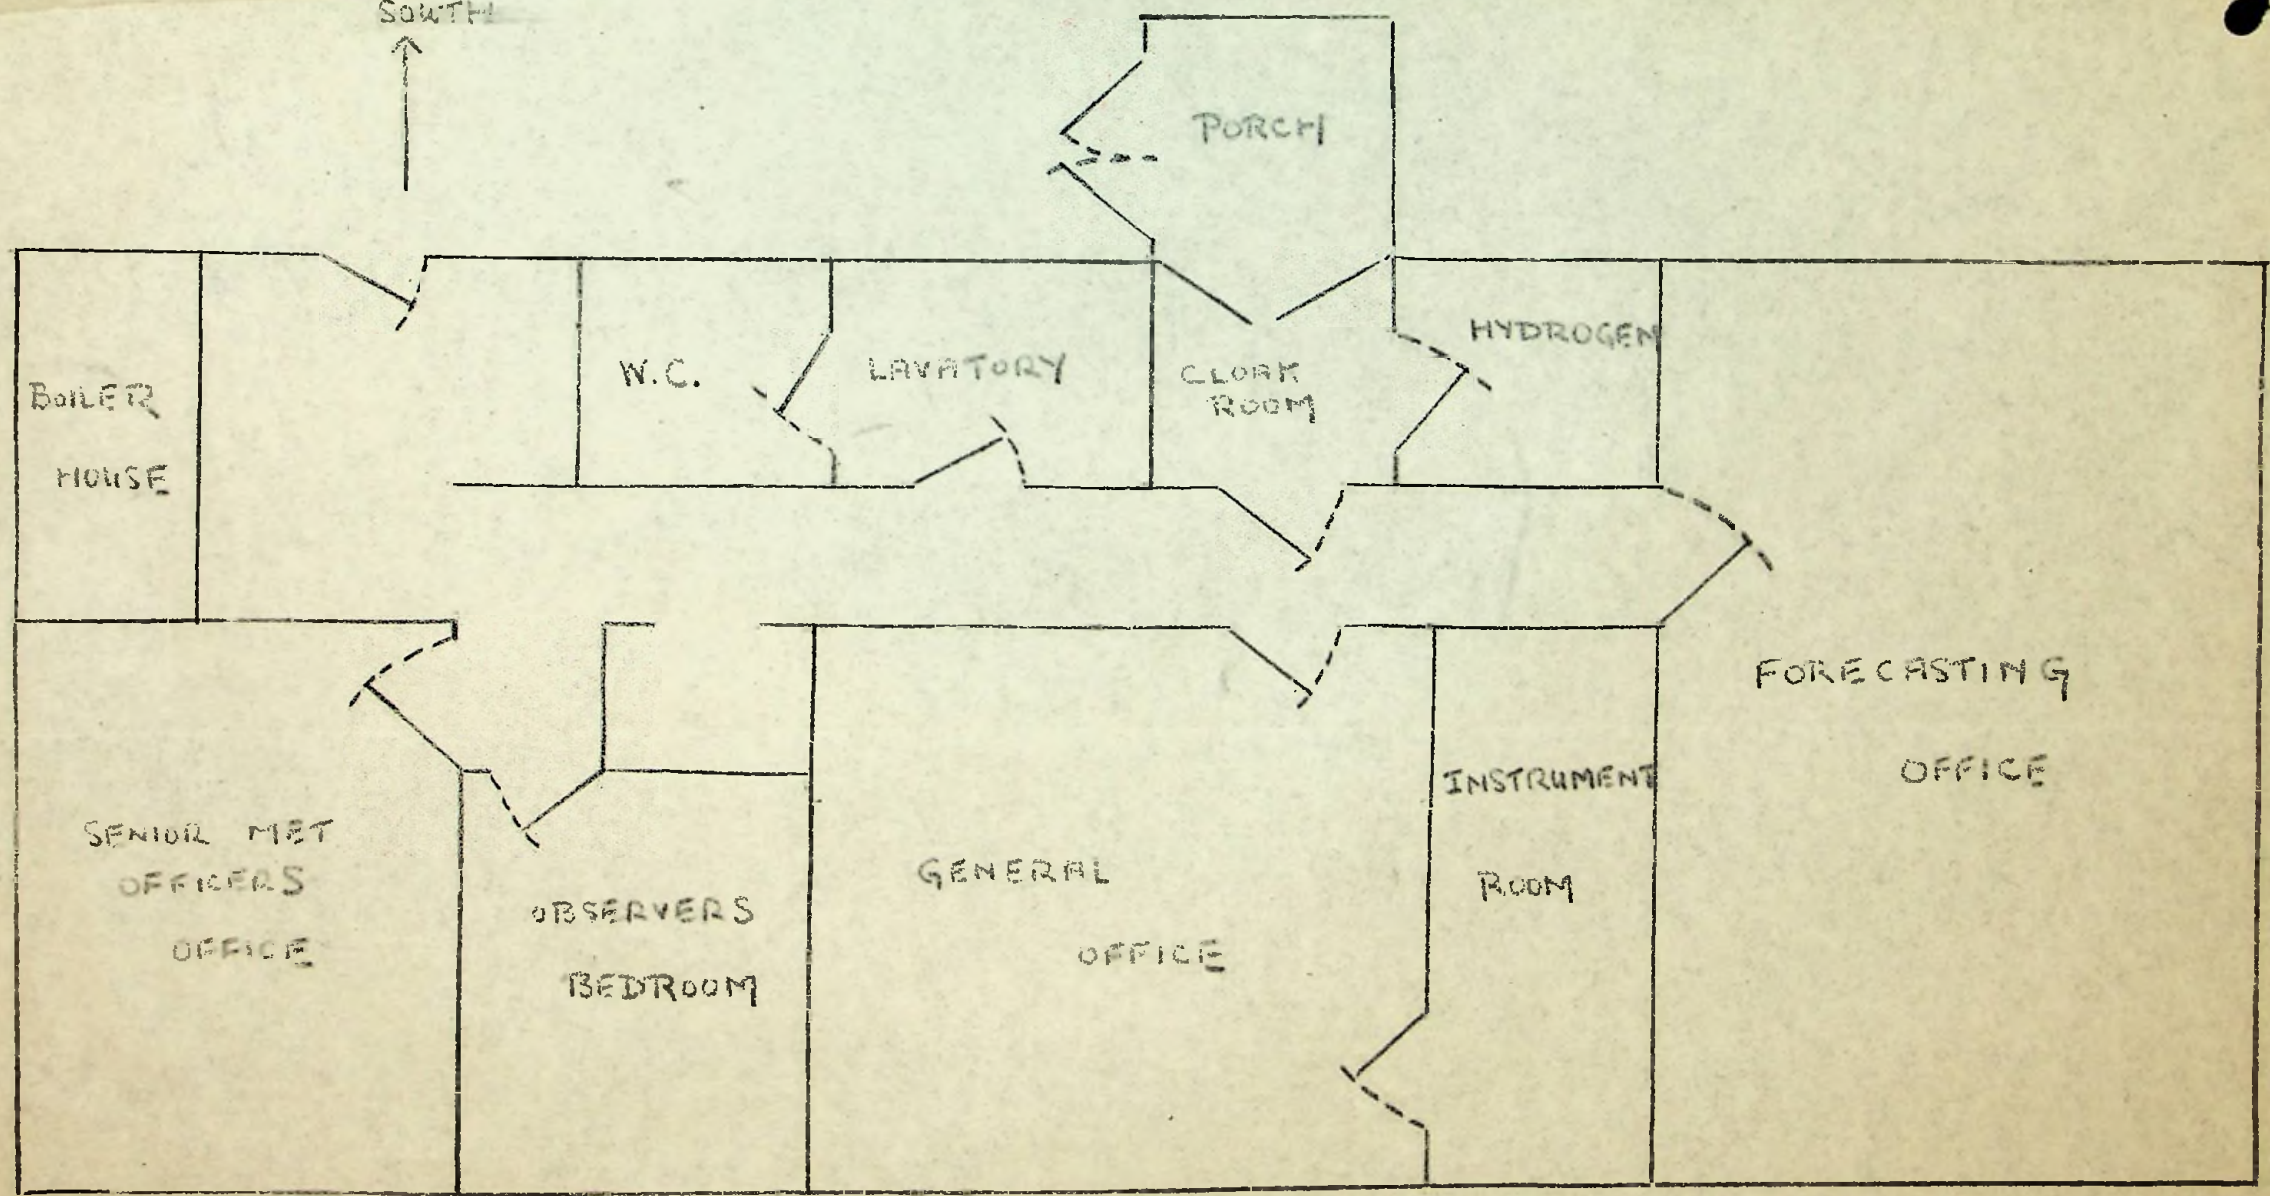 SOUTH
PORCH
HYDROGEN
W.C.
LAVATORY
CLOAK
ROOM
BOILER
HOUSE
FORECASTING
OFFICE
INSTRUMENT
ROOM
SENIOR MET
OFFICERS
OFFICE
GENERAL
OFFICE
OBSERVERS
BEDROOM